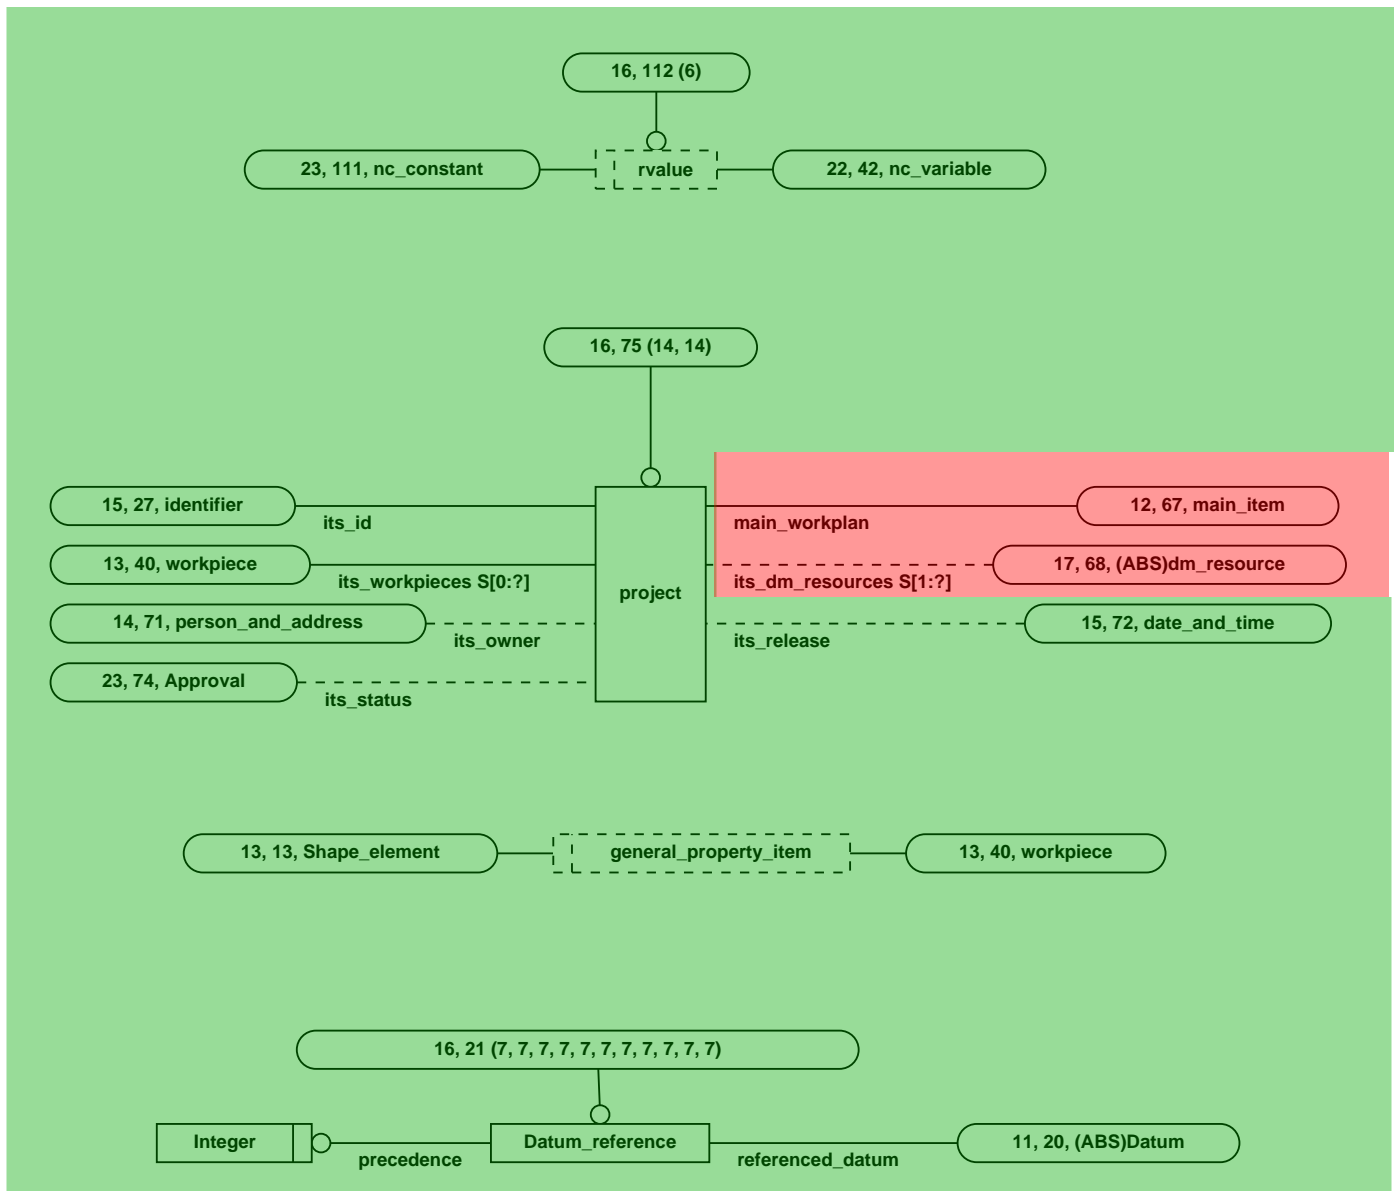 16, 112 (6)
23, 111, nc_constant
rvalue
22, 42, nc_variable
16, 75 (14, 14)
15, 27, identifier
its_id
main_workplan
12, 67, main_item
13, 40, workpiece
its_workpieces S[0:?]
project
its_dm_resources S[1:?]
17, 68, (ABS)dm_resource
14, 71, person_and_address
its_owner
its_release
15, 72, date_and_time
23, 74, Approval
its_status
13, 13, Shape_element
general_property_item
13, 40, workpiece
16, 21 (7, 7, 7, 7, 7, 7, 7, 7, 7, 7, 7)
Integer
precedence
Datum_reference
referenced_datum
11, 20, (ABS)Datum